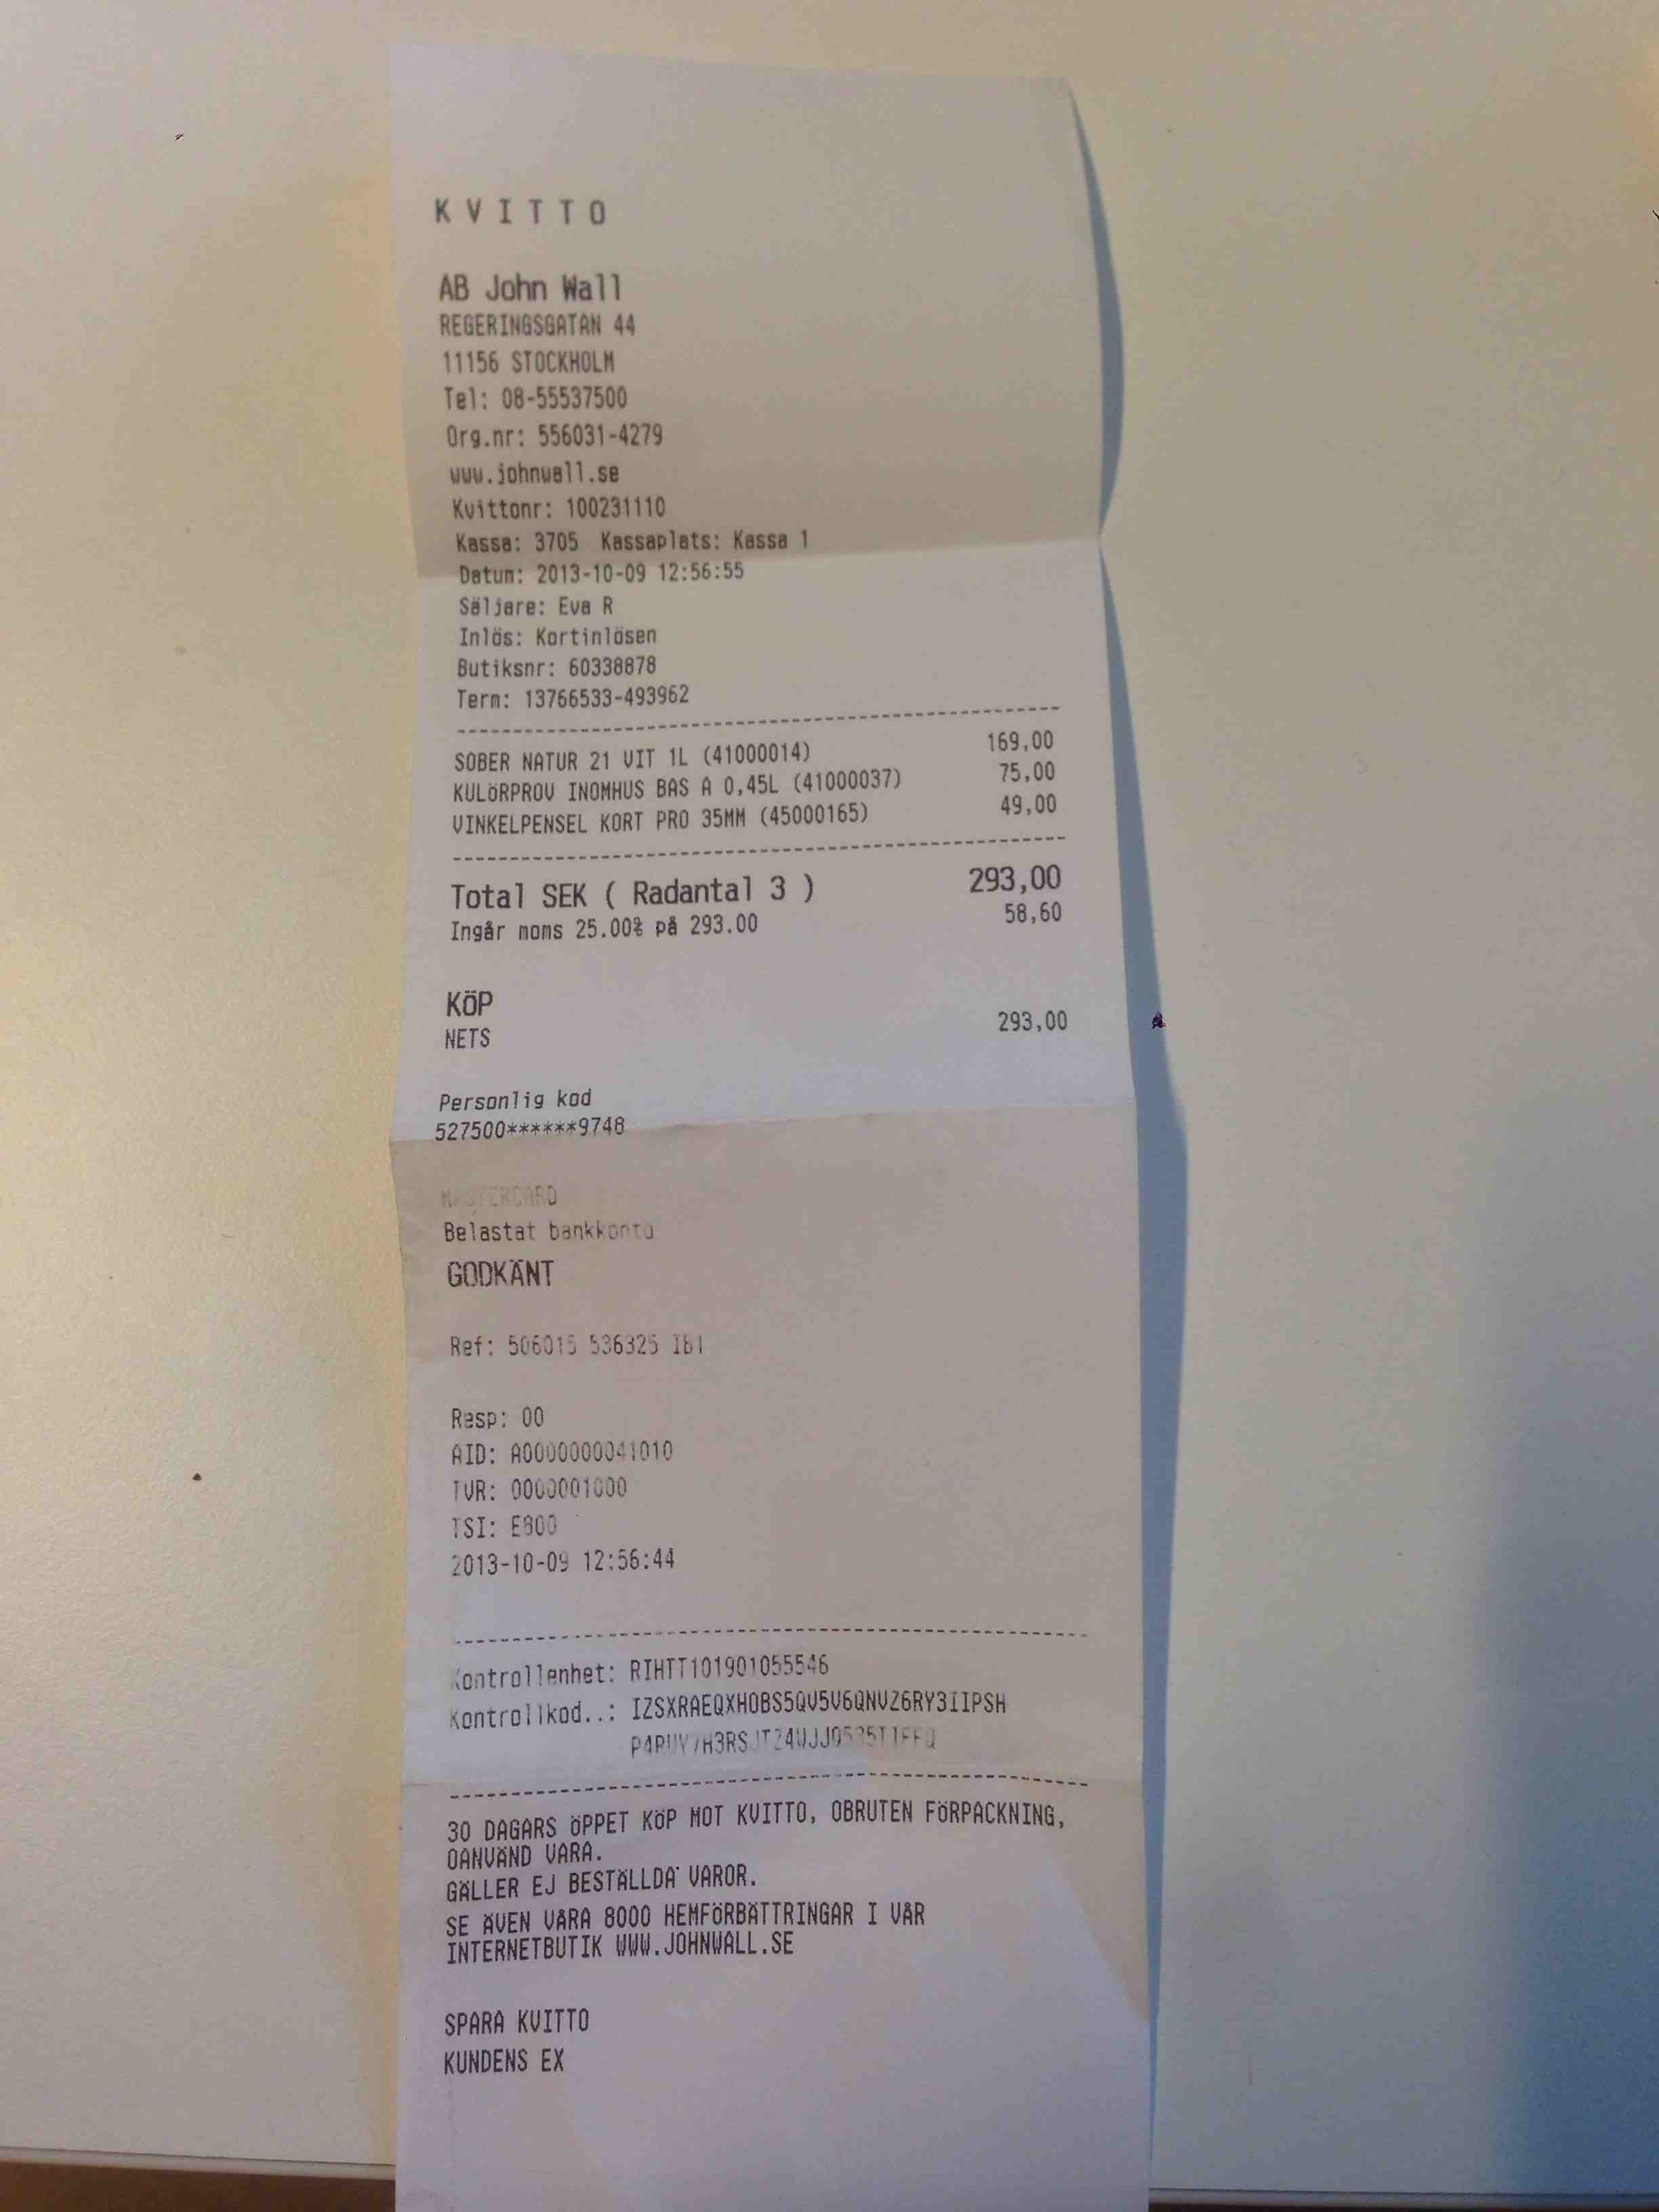 KVITTO
AB John Wall
REGERINGSGATAN 44
11156 STOCKHOLM
Tel: 08-55537500
Org.nr: 556031-4279
www.johnwall.se
Kvittonr: 100231110
Kassa: 3705 Kassaplats: Kassa 1
Datum: 2013-10-09 12:56:55
Säljare: Eva R
Inlös: Kortinlösen
Butiksnr: 60338878
Term: 13766533-493962
SOBER NATUR 21 VIT 1L (41000014) 169,00
KULÖRPROV INOMHUS BAS A 0,45L (41000037) 75,00
VINKELPENSEL KORT PRO 35MM (45000165) 49,00
Total SEK ( Radantal 3 ) 293,00
Ingår moms 25.00% på 293.00 58,60
KÖP
NETS 293,00
Personlig kod
527500******9748
MASTERCARD
Belastat bankkonto
GODKÄNT
Ref: 506015 536325 IB1
Resp: 00
AID: A0000000041010
TVR: 0000001000
TSI: E800
2013-10-09 12:56:44
Kontrollenhet: RIHTT101901055546
Kontrollkod..: IZSXRAEQXHOBS5QV5V6QNVZ6RY3IIPSH
30 DAGARS ÖPPET KÖP MOT KVITTO, OBRUTEN FÖRPACKNING,
OANVÄND VARA.
GÄLLER EJ BESTÄLLDA VAROR.
SE ÄVEN VÅRA 8000 HEMFÖRBÄTTRINGAR I VÅR
INTERNETBUTIK WWW.JOHNWALL.SE
SPARA KVITTO
KUNDENS EX